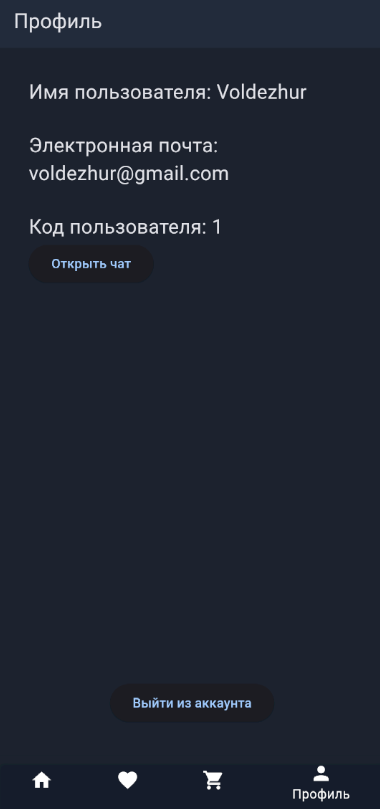 Профиль
Имя пользователя: Voldezhur
Электронная почта:
voldezhur@gmail.com
Код пользователя: 1
Открыть чат
Выйти из аккаунта
Профиль